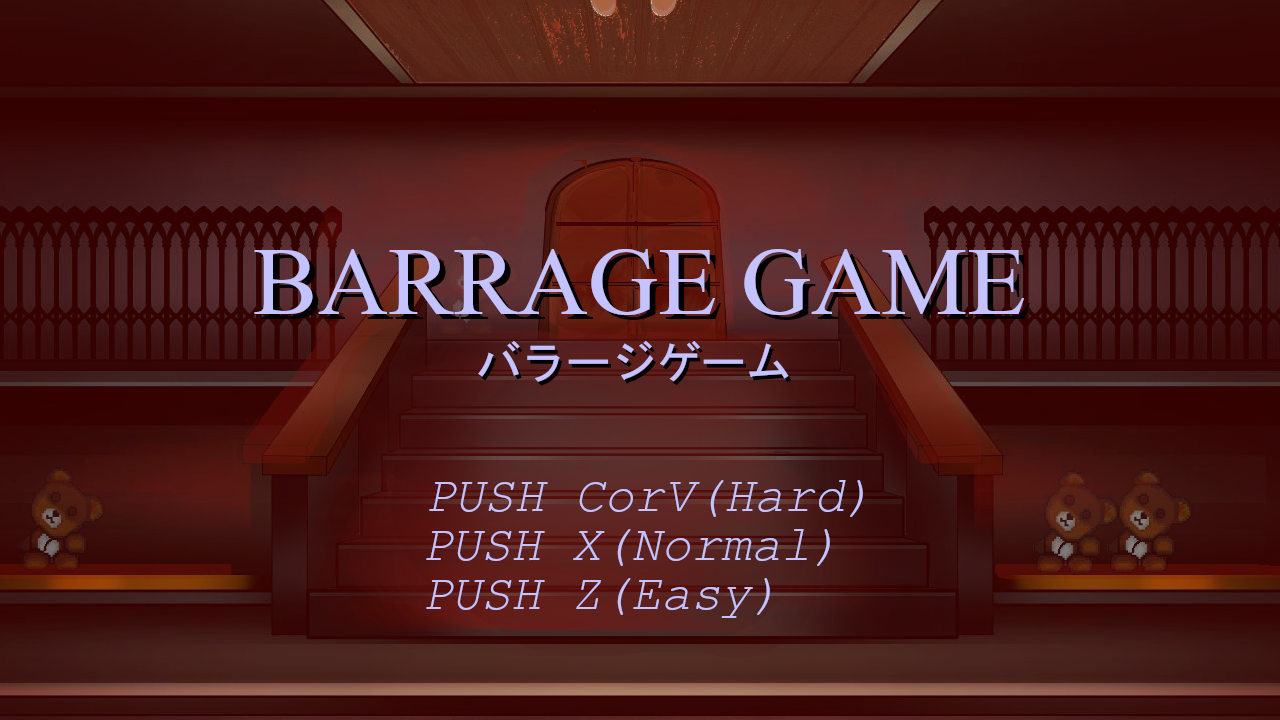 BARRAGE GAME
バラージゲーム
PUSH CorV(Hard)
PUSH X(Normal)
PUSH Z(Easy)